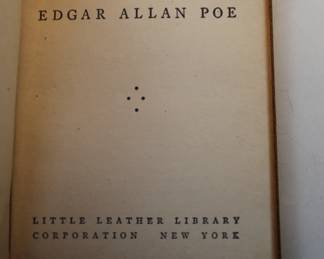 EDGAR ALLAN POE
LITTLE LEATHER LIBRARY
CORPORATION NEW YORK